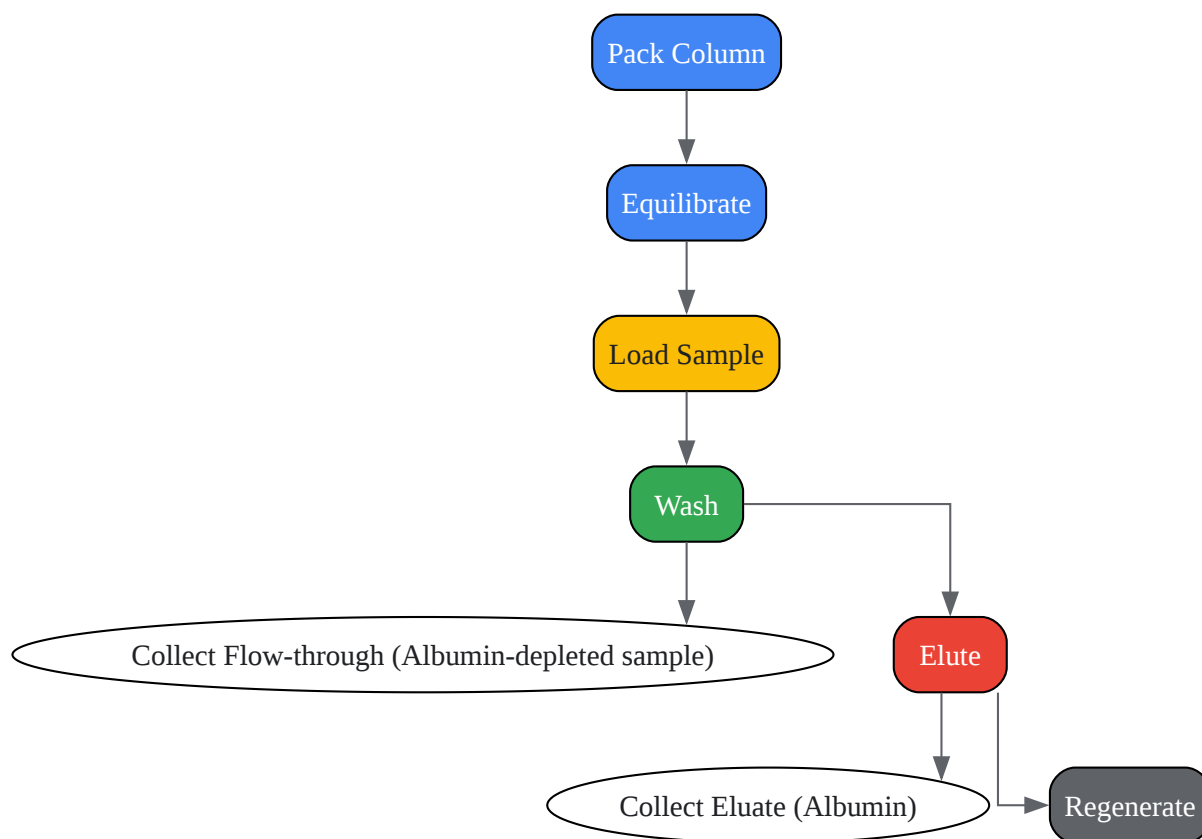 Pack Column
Equilibrate
Load Sample
Wash
Collect Flow-through (Albumin-depleted sample)
Elute
Collect Eluate (Albumin)
Regenerate